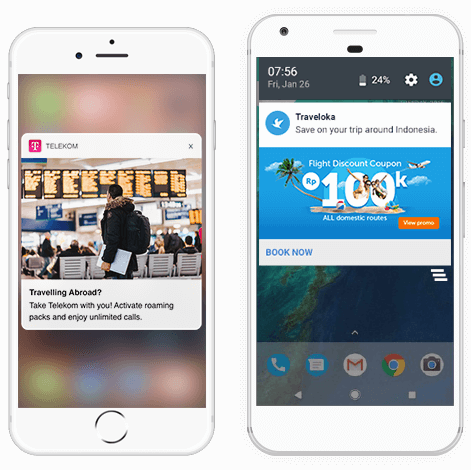 T TELEKOM x
Travelling Abroad?
Take Telekom with you! Activate roaming
packs and enjoy unlimited calls.
07:56
Fri, Jan 26
24%
Traveloka
Save on your trip around Indonesia.
Flight Discount Coupon
Rp 100k
ALL domestic routes
View promo
BOOK NOW